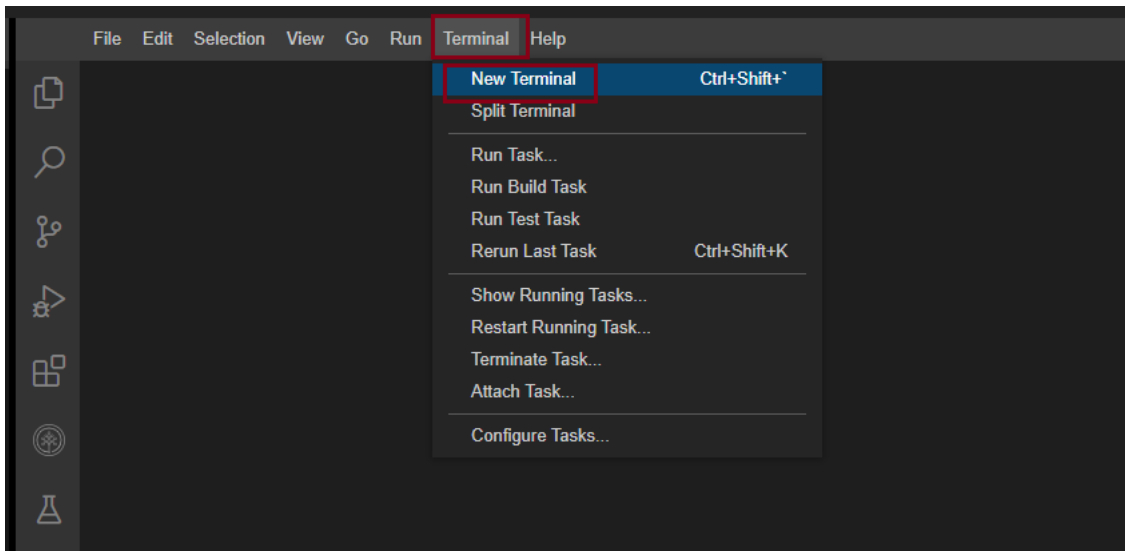 File Edit Selection View Go Run Terminal Help
New Terminal Ctrl+Shift+`
Split Terminal
Run Task...
Run Build Task
Run Test Task
Rerun Last Task Ctrl+Shift+K
Show Running Tasks...
Restart Running Task...
Terminate Task...
Attach Task...
Configure Tasks...